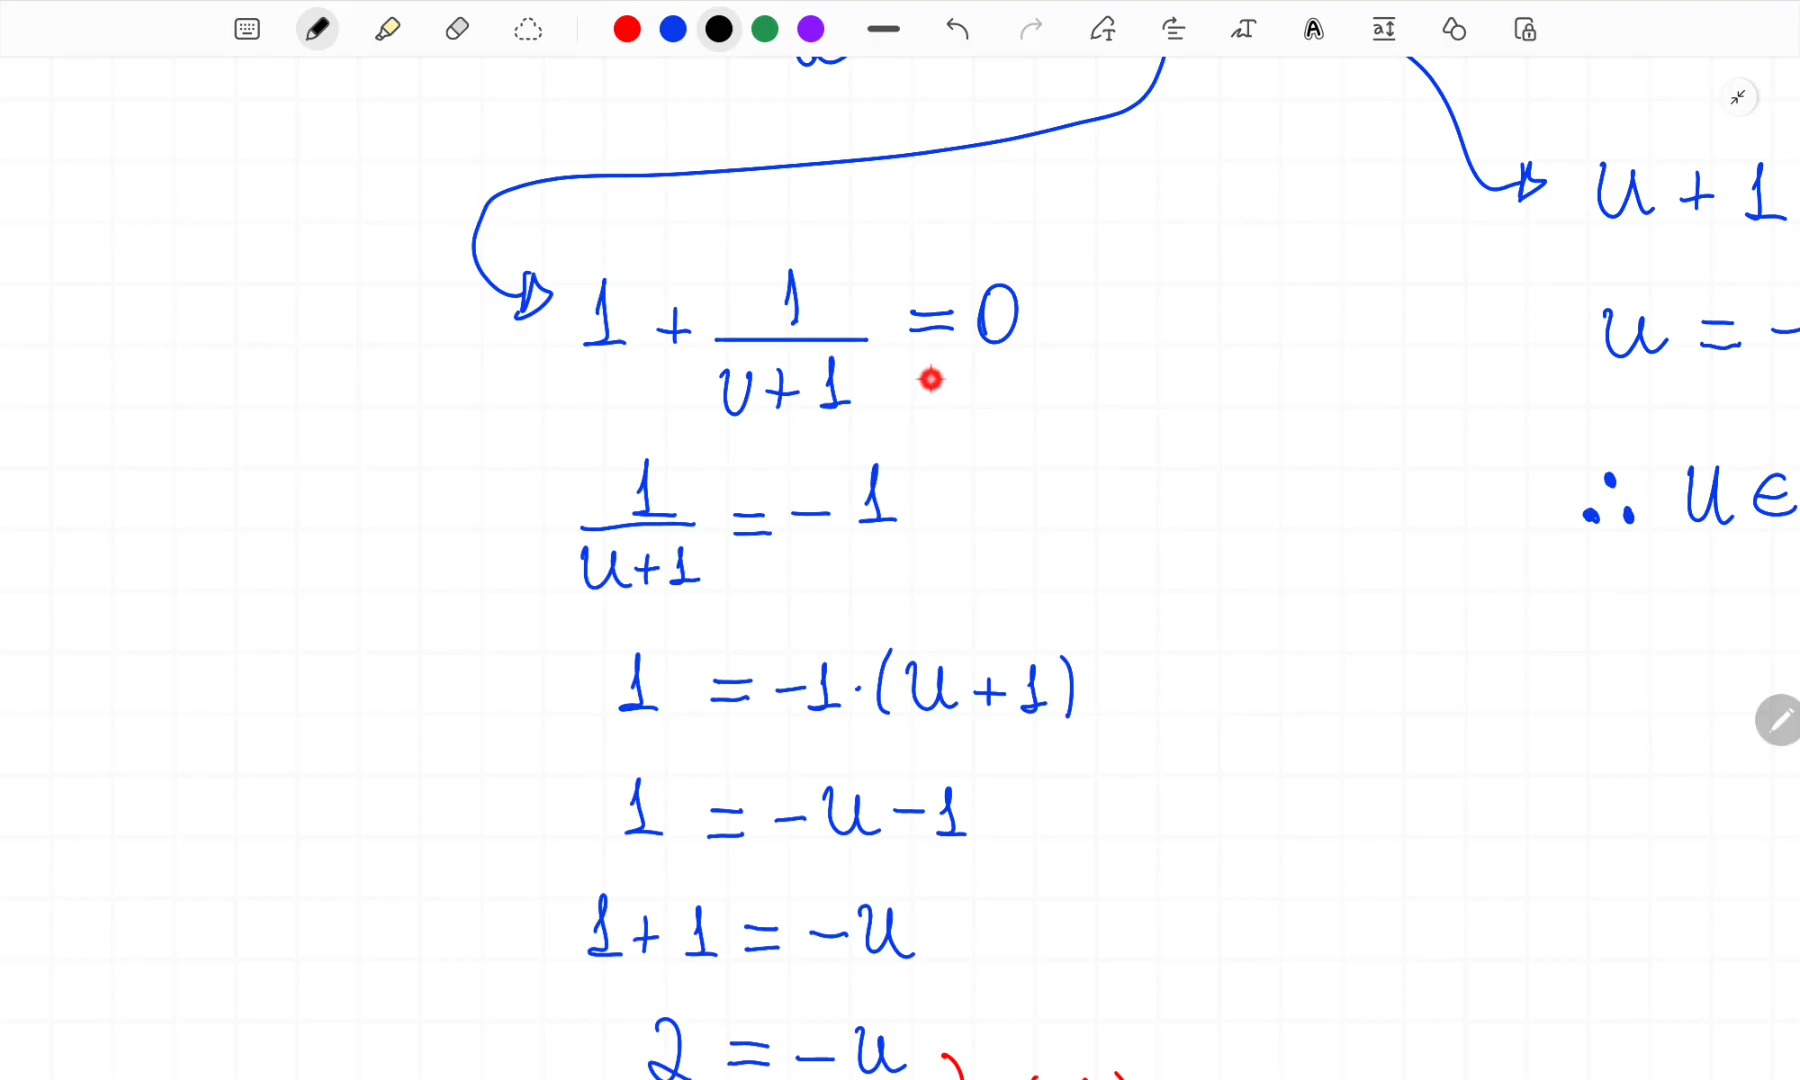 1 + 1/(u+1) = 0
1/(u+1) = - 1
1 = -1·(u+1)
1 = -u-1
1+1 = -u
2 = -u
u + 1
u = -
∴ u ∈